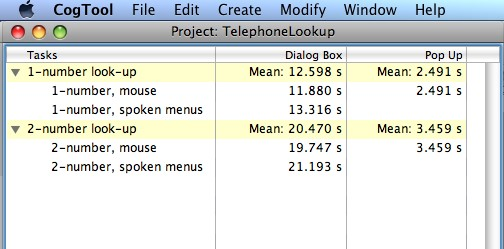 CogTool File Edit Create Modify Window Help
Project: TelephoneLookup
Tasks Dialog Box Pop Up
1-number look-up Mean: 12.598 s Mean: 2.491 s
1-number, mouse 11.880 s 2.491 s
1-number, spoken menus 13.316 s
2-number look-up Mean: 20.470 s Mean: 3.459 s
2-number, mouse 19.747 s 3.459 s
2-number, spoken menus 21.193 s